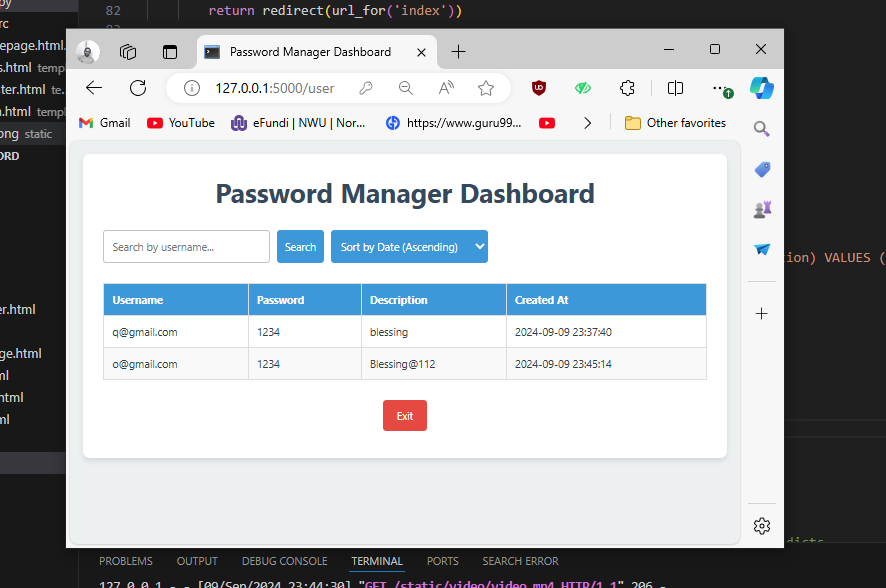 py
82 return redirect(url_for('index'))
rc
epage.html.
s.html templ
ter.html te.
n.html templ
ong static
ORD
Password Manager Dashboard
127.0.0.1:5000/user
Gmail YouTube eFundi | NWU | Nor... https://www.guru99... Other favorites
Password Manager Dashboard
Search by username... Search Sort by Date (Ascending)
ion) VALUES (
Username Password Description Created At
er.html
q@gmail.com 1234 blessing 2024-09-09 23:37:40
ge.html
o@gmail.com 1234 Blessing@112 2024-09-09 23:45:14
ml
html
ml
Exit
dicts
PROBLEMS OUTPUT DEBUG CONSOLE TERMINAL PORTS SEARCH ERROR
127.0.0.1 - - [09/Sep/2024 23:44:30] "GET /static/video/video.mp4 HTTP/1.1" 206 -